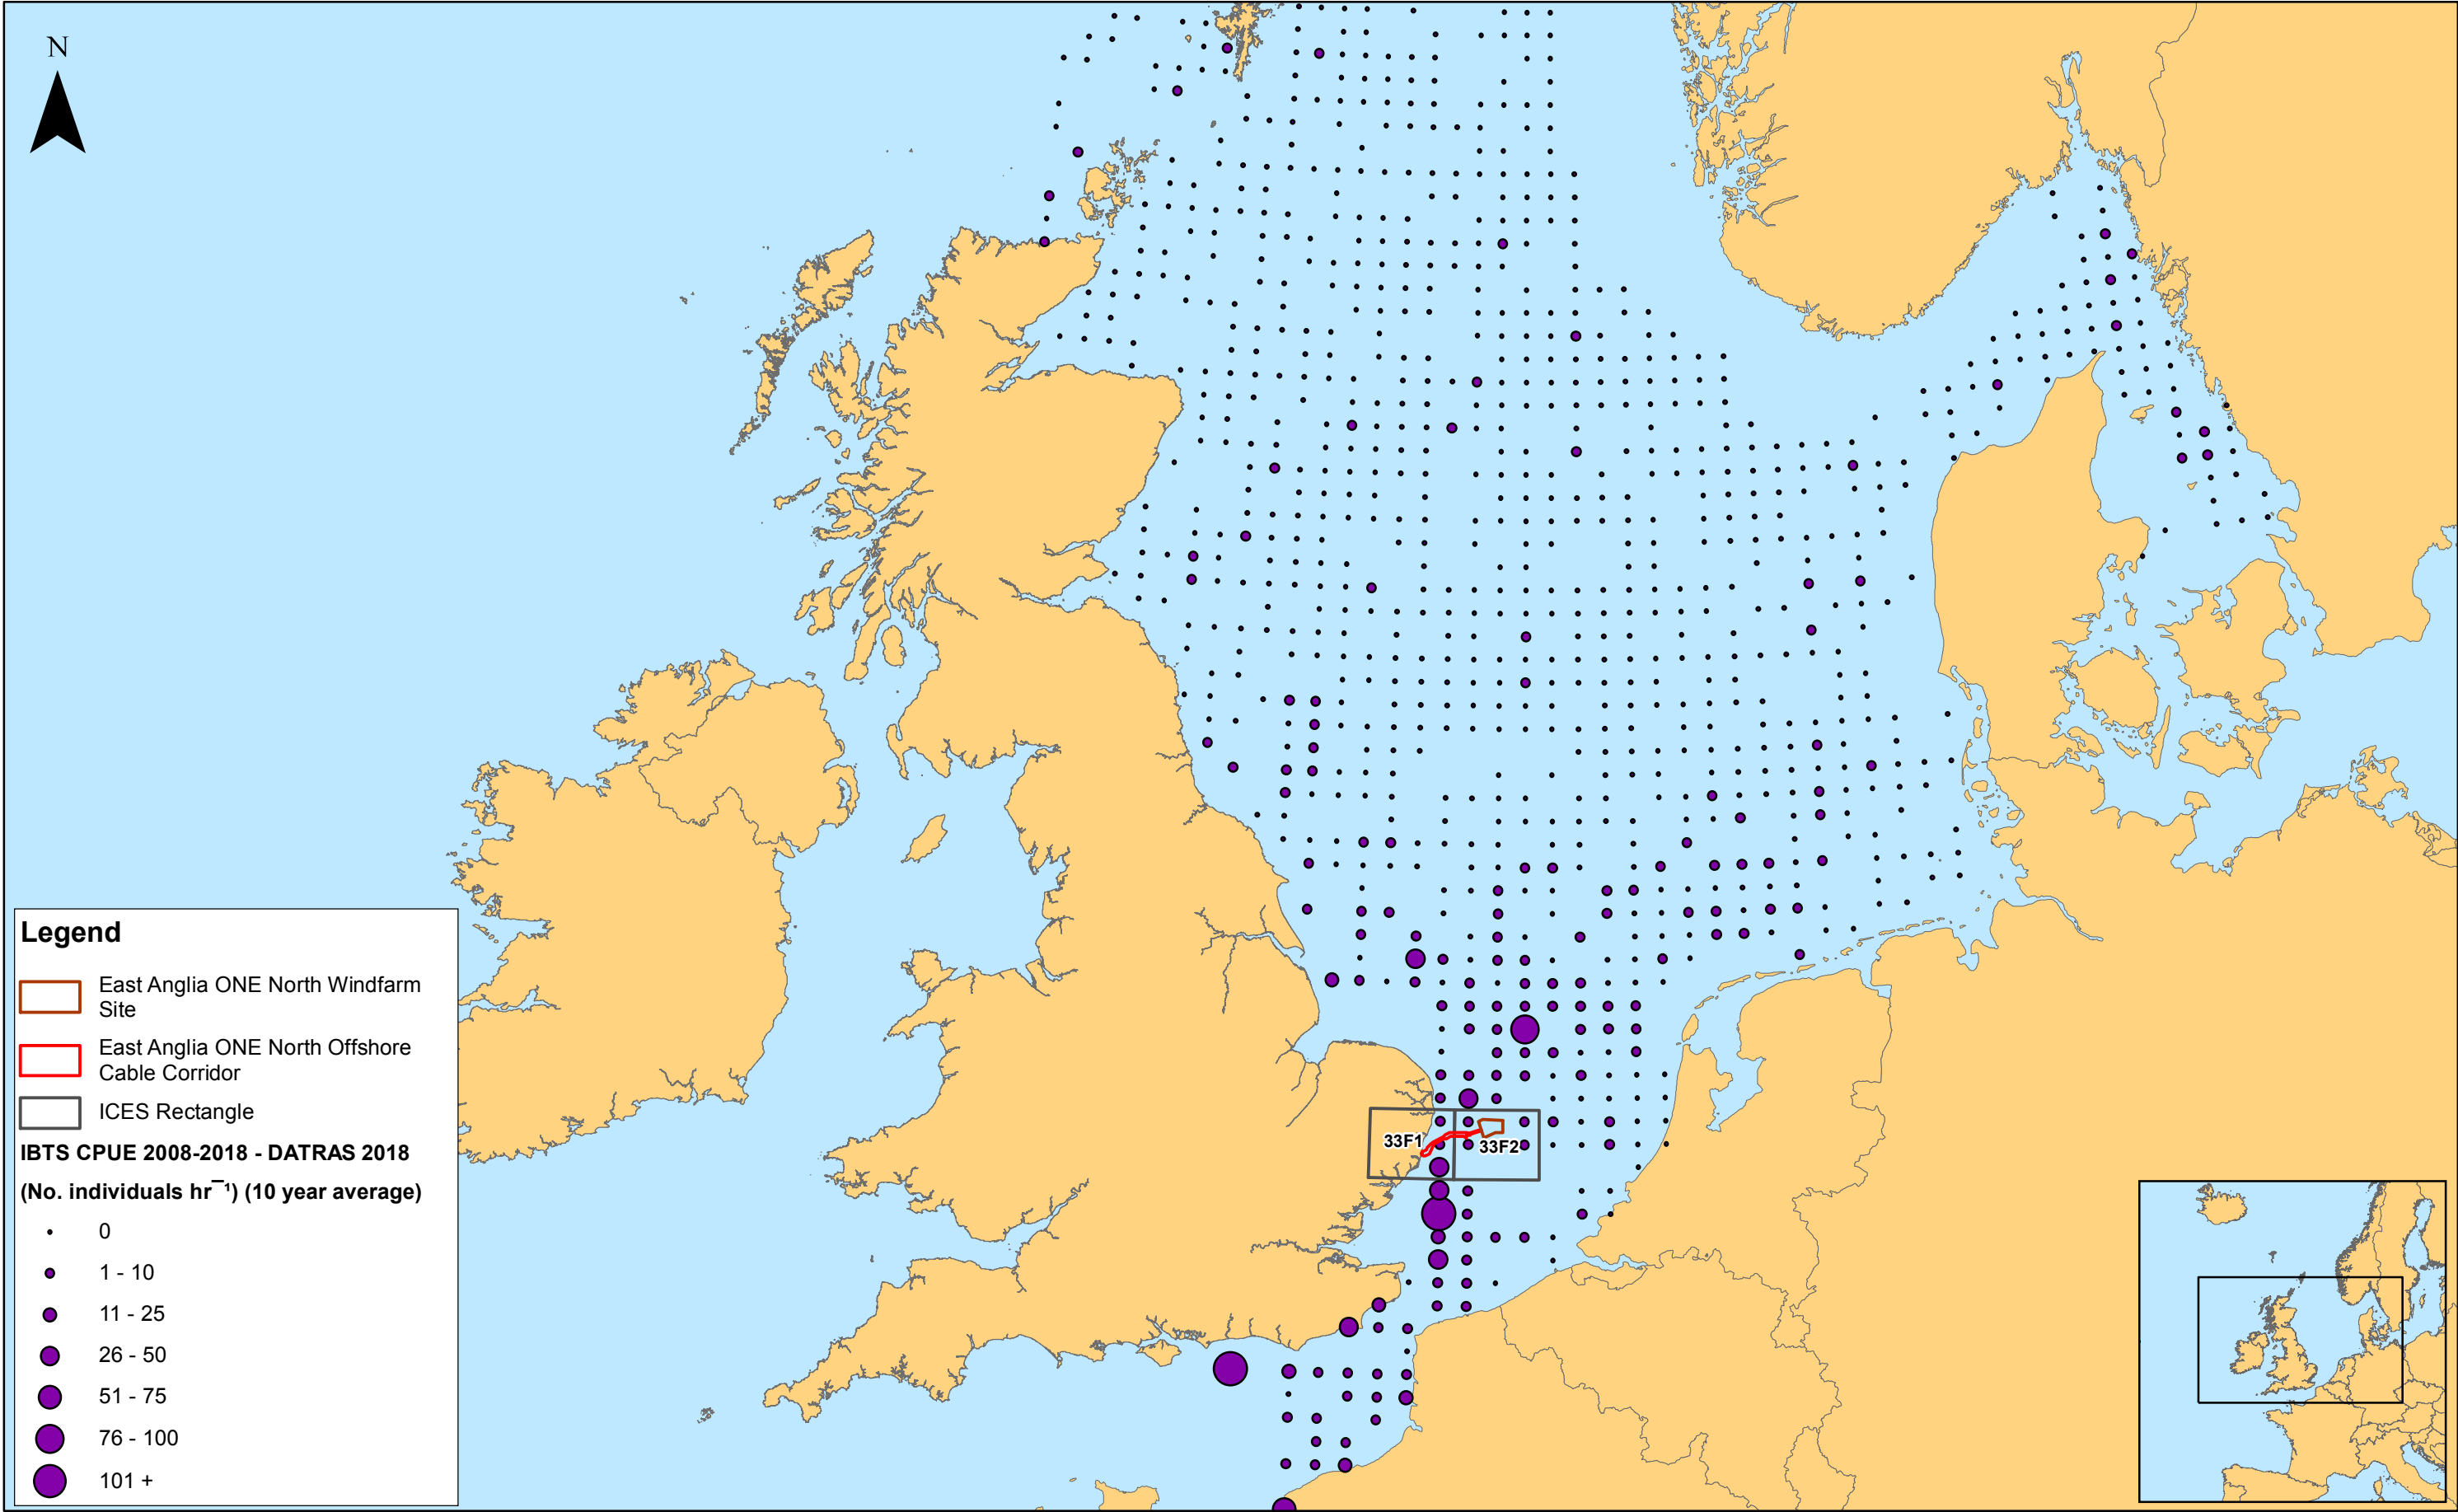 N
33F1
33F2
Legend
East Anglia ONE North Windfarm
Site
East Anglia ONE North Offshore
Cable Corridor
ICES Rectangle
IBTS CPUE 2008-2018 - DATRAS 2018
(No. individuals hr¯¹) (10 year average)
0
1 - 10
11 - 25
26 - 50
51 - 75
76 - 100
101 +